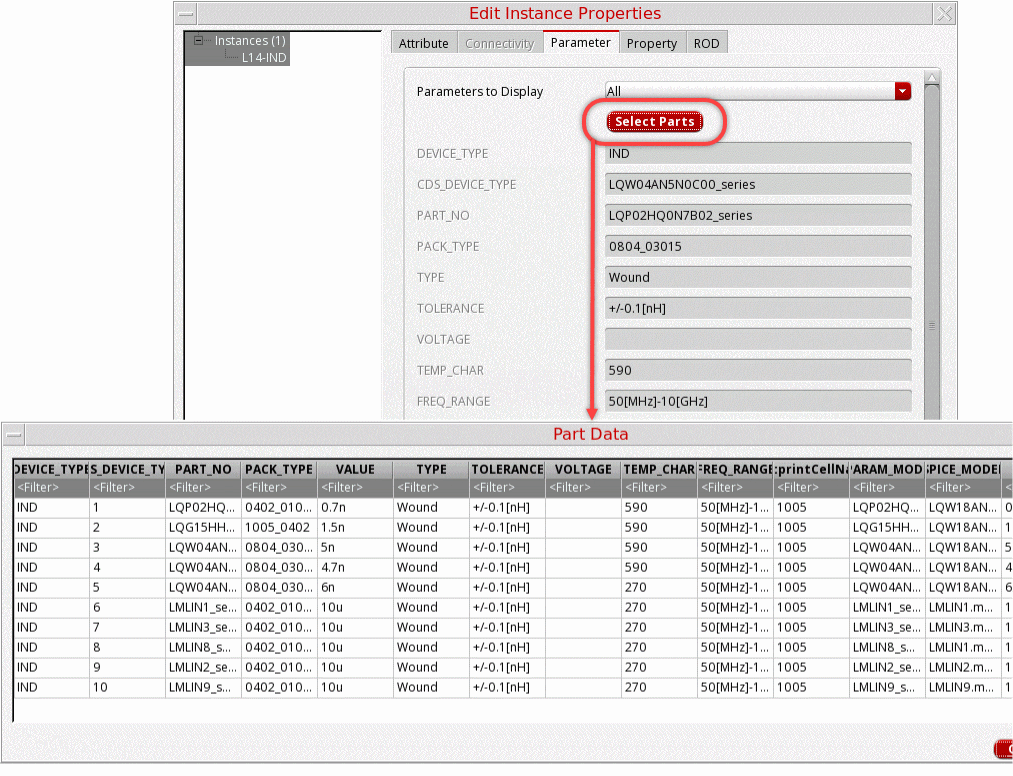 Edit Instance Properties
Instances (1)
L14-IND
Attribute Connectivity Parameter Property ROD
Parameters to Display All
Select Parts
DEVICE_TYPE IND
CDS_DEVICE_TYPE LQW04AN5N0C00_series
PART_NO LQP02HQ0N7B02_series
PACK_TYPE 0804_03015
TYPE Wound
TOLERANCE +/-0.1[nH]
VOLTAGE
TEMP_CHAR 590
FREQ_RANGE 50[MHz]-10[GHz]
Part Data
DEVICE_TYPE S_DEVICE_TY PART_NO PACK_TYPE VALUE TYPE TOLERANCE VOLTAGE TEMP_CHAR FREQ_RANGE printCellNa ARAM_MOD SPICE_MODEL
<Filter> <Filter> <Filter> <Filter> <Filter> <Filter> <Filter> <Filter> <Filter> <Filter> <Filter> <Filter> <Filter> <
IND 1 LQP02HQ... 0402_010... 0.7n Wound +/-0.1[nH] 590 50[MHz]-1... 1005 LQP02HQ... LQW18AN... 0
IND 2 LQG15HH... 1005_0402 1.5n Wound +/-0.1[nH] 590 50[MHz]-1... 1005 LQG15HH... LQW18AN... 1
IND 3 LQW04AN... 0804_030... 5n Wound +/-0.1[nH] 590 50[MHz]-1... 1005 LQW04AN... LQW18AN... 5
IND 4 LQW04AN... 0804_030... 4.7n Wound +/-0.1[nH] 590 50[MHz]-1... 1005 LQW04AN... LQW18AN... 4
IND 5 LQW04AN... 0804_030... 6n Wound +/-0.1[nH] 270 50[MHz]-1... 1005 LQW04AN... LQW18AN... 6
IND 6 LMLIN1_se... 0402_010... 10u Wound +/-0.1[nH] 270 50[MHz]-1... 1005 LMLIN1_se... LMLIN1.m... 1
IND 7 LMLIN3_se... 0402_010... 10u Wound +/-0.1[nH] 270 50[MHz]-1... 1005 LMLIN3_se... LMLIN3.m... 1
IND 8 LMLIN8_s... 0402_010... 10u Wound +/-0.1[nH] 270 50[MHz]-1... 1005 LMLIN8_s... LMLIN1.m... 1
IND 9 LMLIN2_se... 0402_010... 10u Wound +/-0.1[nH] 270 50[MHz]-1... 1005 LMLIN2_se... LMLIN2.m... 1
IND 10 LMLIN9_s... 0402_010... 10u Wound +/-0.1[nH] 270 50[MHz]-1... 1005 LMLIN9_s... LMLIN9.m... 1